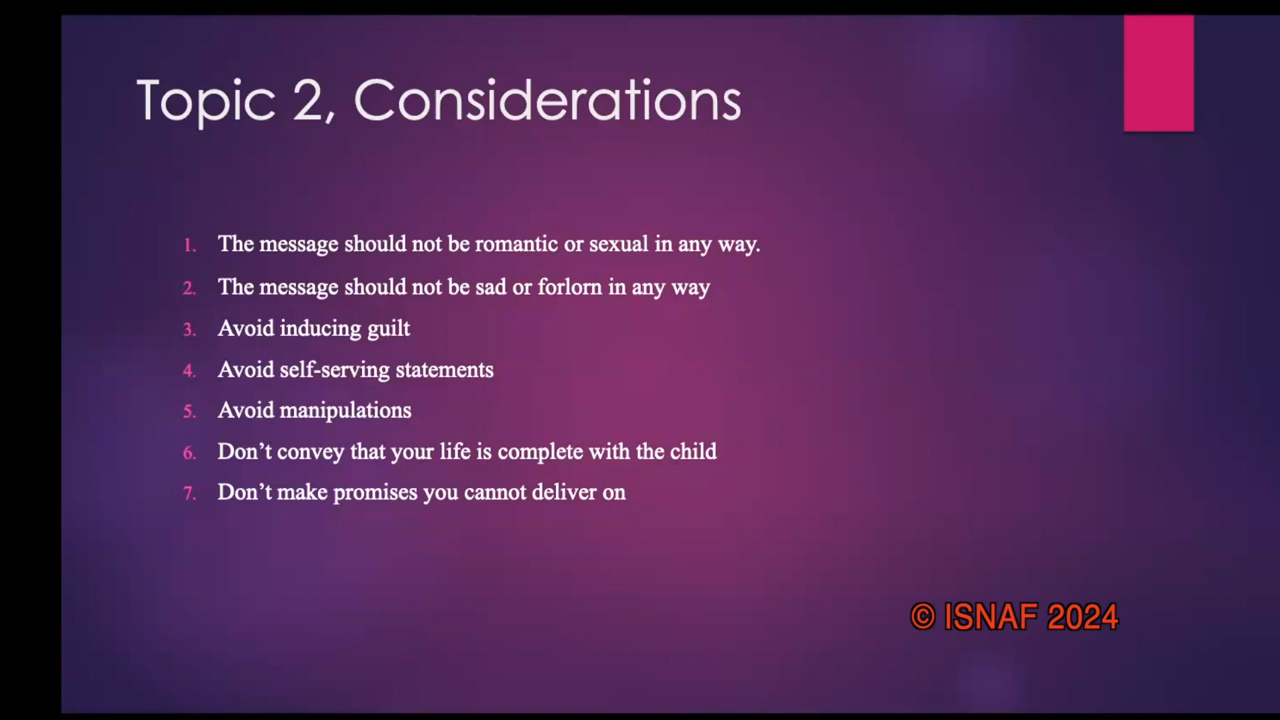 Topic 2, Considerations
1. The message should not be romantic or sexual in any way.
2. The message should not be sad or forlorn in any way
3. Avoid inducing guilt
4. Avoid self-serving statements
5. Avoid manipulations
6. Don’t convey that your life is complete with the child
7. Don’t make promises you cannot deliver on
© ISNAF 2024